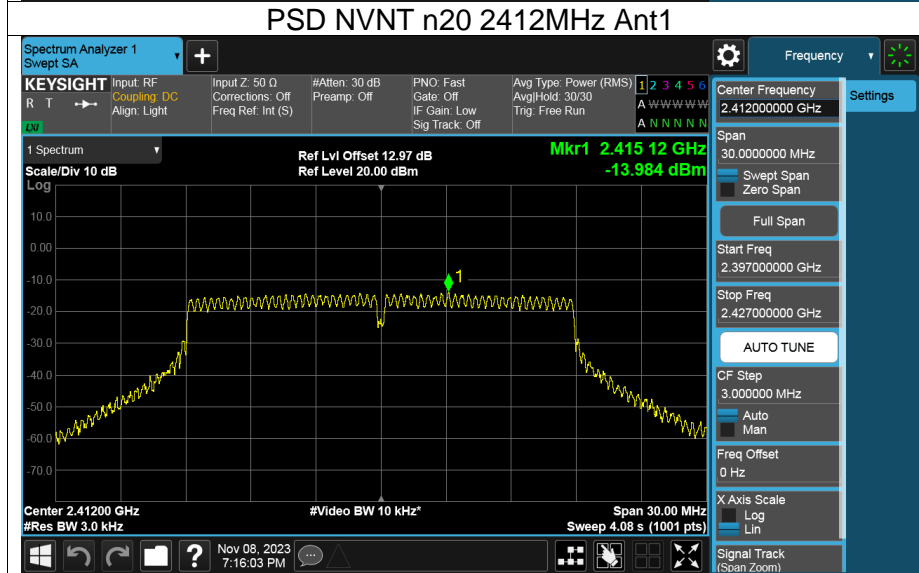 PSD NVNT n20 2412MHz Ant1
Spectrum Analyzer 1
Swept SA
+
Frequency
KEYSIGHT
R T
LXI
Input: RF
Coupling: DC
Align: Light
Input Z: 50 Ω
Corrections: Off
Freq Ref: Int (S)
#Atten: 30 dB
Preamp: Off
PNO: Fast
Gate: Off
IF Gain: Low
Sig Track: Off
Avg Type: Power (RMS)
Avg|Hold: 30/30
Trig: Free Run
1 2 3 4 5 6
A W W W W W
A N N N N N
Center Frequency
2.412000000 GHz
Settings
Span
30.0000000 MHz
Swept Span
Zero Span
Full Span
Start Freq
2.397000000 GHz
Stop Freq
2.427000000 GHz
AUTO TUNE
CF Step
3.000000 MHz
Auto
Man
Freq Offset
0 Hz
X Axis Scale
Log
Lin
Signal Track
(Span Zoom)
1 Spectrum
Scale/Div 10 dB
Log
Ref Lvl Offset 12.97 dB
Ref Level 20.00 dBm
Mkr1 2.415 12 GHz
-13.984 dBm
10.0
0.00
-10.0
-20.0
-30.0
-40.0
-50.0
-60.0
-70.0
1
Center 2.41200 GHz
#Res BW 3.0 kHz
#Video BW 10 kHz*
Span 30.00 MHz
Sweep 4.08 s (1001 pts)
?
Nov 08, 2023
7:16:03 PM